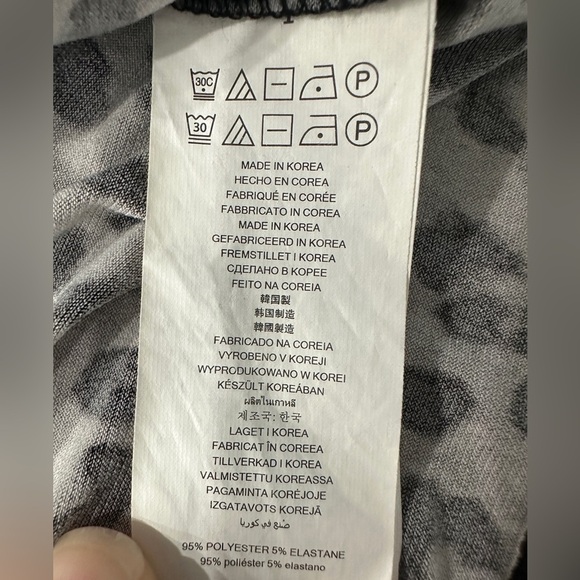 30C P
30 P
MADE IN KOREA
HECHO EN COREA
FABRIQUÉ EN CORÉE
FABBRICATO IN COREA
MADE IN KOREA
GEFABRICEERD IN KOREA
FREMSTILLET I KOREA
СДЕЛАНО В КОРЕЕ
FEITO NA COREIA
韓国製
韩国制造
韓國製造
FABRICADO NA COREIA
VYROBENO V KOREJI
WYPRODUKOWANO W KOREI
KÉSZÜLT KOREÁBAN
ผลิตในเกาหลี
제조국: 한국
LAGET I KOREA
FABRICAT ÎN COREEA
TILLVERKAD I KOREA
VALMISTETTU KOREASSA
PAGAMINTA KORĖJOJE
IZGATAVOTS KOREJĀ
صُنع في كوريا
95% POLYESTER 5% ELASTANE
95% poliéster 5% elastano